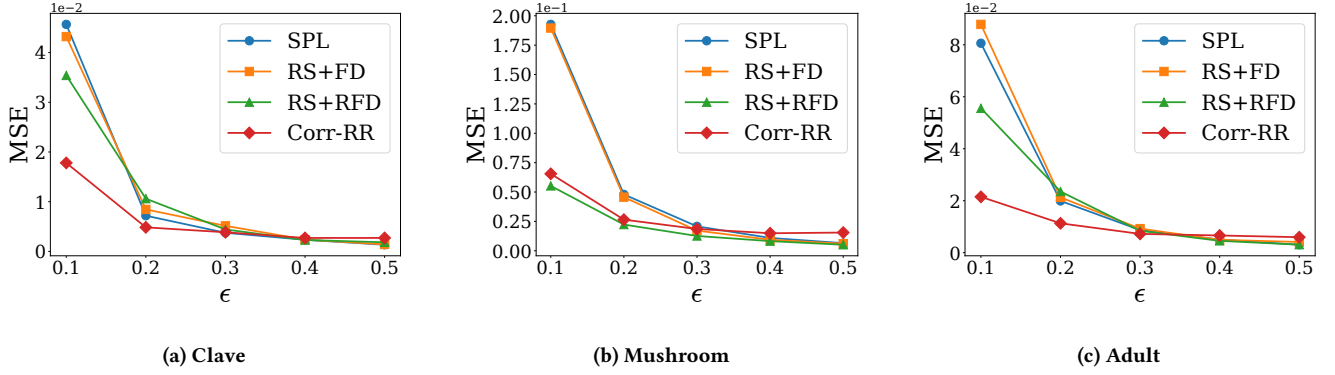 1e−2
MSE
4
3
2
1
0
0.1 0.2 0.3 0.4 0.5
ϵ
SPL
RS+FD
RS+RFD
Corr-RR
(a) Clave
1e−1
MSE
2.00
1.75
1.50
1.25
1.00
0.75
0.50
0.25
0.00
0.1 0.2 0.3 0.4 0.5
ϵ
SPL
RS+FD
RS+RFD
Corr-RR
(b) Mushroom
1e−2
MSE
8
6
4
2
0
0.1 0.2 0.3 0.4 0.5
ϵ
SPL
RS+FD
RS+RFD
Corr-RR
(c) Adult